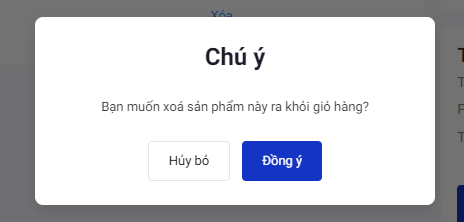 Xóa
Chú ý
Bạn muốn xoá sản phẩm này ra khỏi giỏ hàng?
Hủy bỏ
Đồng ý